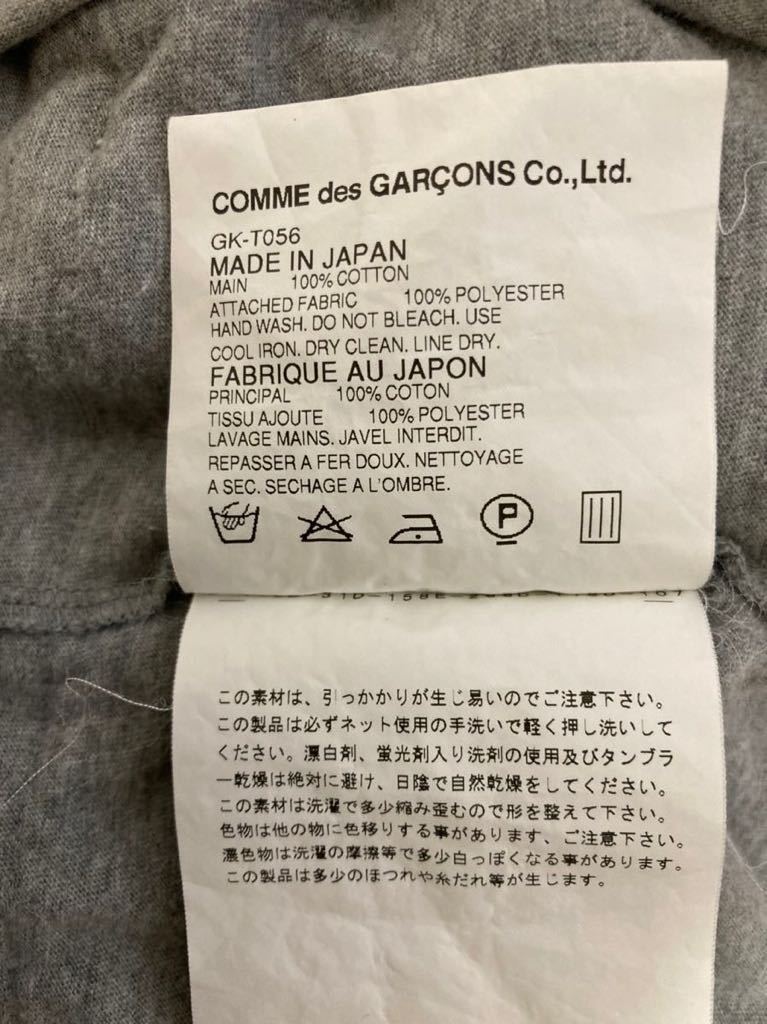 COMME des GARÇONS Co.,Ltd.
GK-T056
MADE IN JAPAN
MAIN 100% COTTON
ATTACHED FABRIC 100% POLYESTER
HAND WASH. DO NOT BLEACH. USE
COOL IRON. DRY CLEAN. LINE DRY.
FABRIQUE AU JAPON
PRINCIPAL 100% COTON
TISSU AJOUTE 100% POLYESTER
LAVAGE MAINS. JAVEL INTERDIT.
REPASSER A FER DOUX. NETTOYAGE
A SEC. SECHAGE A L'OMBRE.
P
この素材は、引っかかりが生じ易いのでご注意下さい。
この製品は必ずネット使用の手洗いで軽く押し洗いして
ください。漂白剤、蛍光剤入り洗剤の使用及びタンブラ
ー乾燥は絶対に避け、日陰で自然乾燥をしてください。
この素材は洗濯で多少縮み歪むので形を整えて下さい。
色物は他の物に色移りする事があります、ご注意下さい。
濃色物は洗濯の摩擦等で多少白っぽくなる事があります。
この製品は多少のほつれや糸だれ等が生じます。